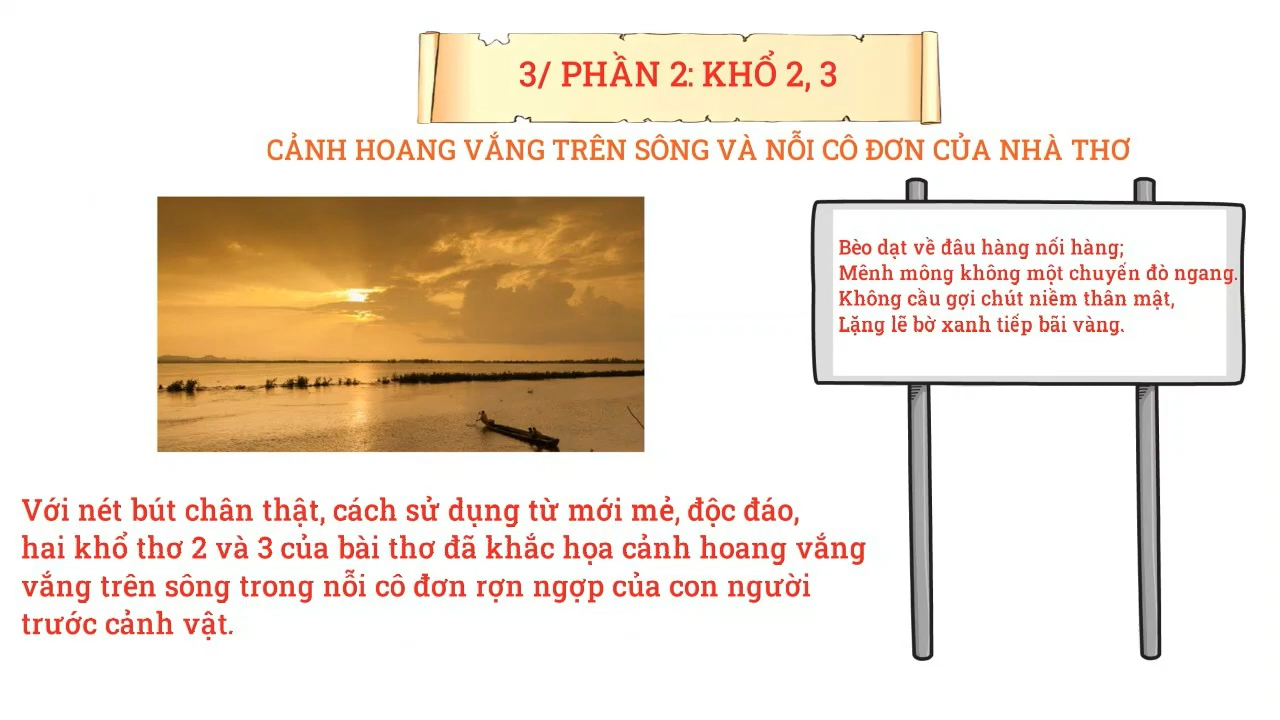 3/ PHẦN 2: KHỔ 2, 3
CẢNH HOANG VẮNG TRÊN SÔNG VÀ NỖI CÔ ĐƠN CỦA NHÀ THƠ
Bèo dạt về đâu hàng nối hàng;
Mênh mông không một chuyến đò ngang.
Không cầu gợi chút niềm thân mật,
Lặng lẽ bờ xanh tiếp bãi vàng.
Với nét bút chân thật, cách sử dụng từ mới mẻ, độc đáo,
hai khổ thơ 2 và 3 của bài thơ đã khắc họa cảnh hoang vắng
vắng trên sông trong nỗi cô đơn rợn ngợp của con người
trước cảnh vật.